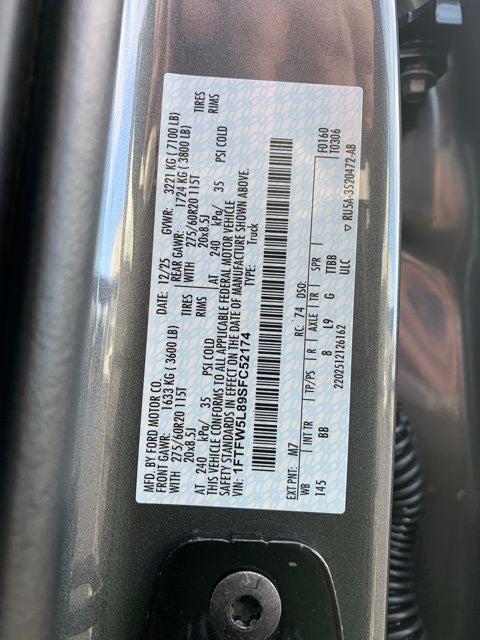 MFD. BY FORD MOTOR CO.
DATE: 12/25 GVWR: 3221 KG ( 7100 LB)
FRONT GAWR: 1633 KG ( 3600 LB) REAR GAWR: 1724 KG ( 3800 LB)
WITH 275/60R20 115T TIRES WITH 275/60R20 115T TIRES
20x8.5J RIMS 20x8.5J RIMS
AT 240 kPa/ 35 PSI COLD AT 240 kPa/ 35 PSI COLD
THIS VEHICLE CONFORMS TO ALL APPLICABLE FEDERAL MOTOR VEHICLE
SAFETY STANDARDS IN EFFECT ON THE DATE OF MANUFACTURE SHOWN ABOVE.
VIN: 1FTFW5L89SFC52174 TYPE: Truck
EXT PNT: M7 RC: 74 DSO: F0160
T0306
WB INT TR TP/PS R AXLE TR SPR
145 BB B L9 G TTBB
ULC ▽ RU5A-3520472-AB
220251212616​2